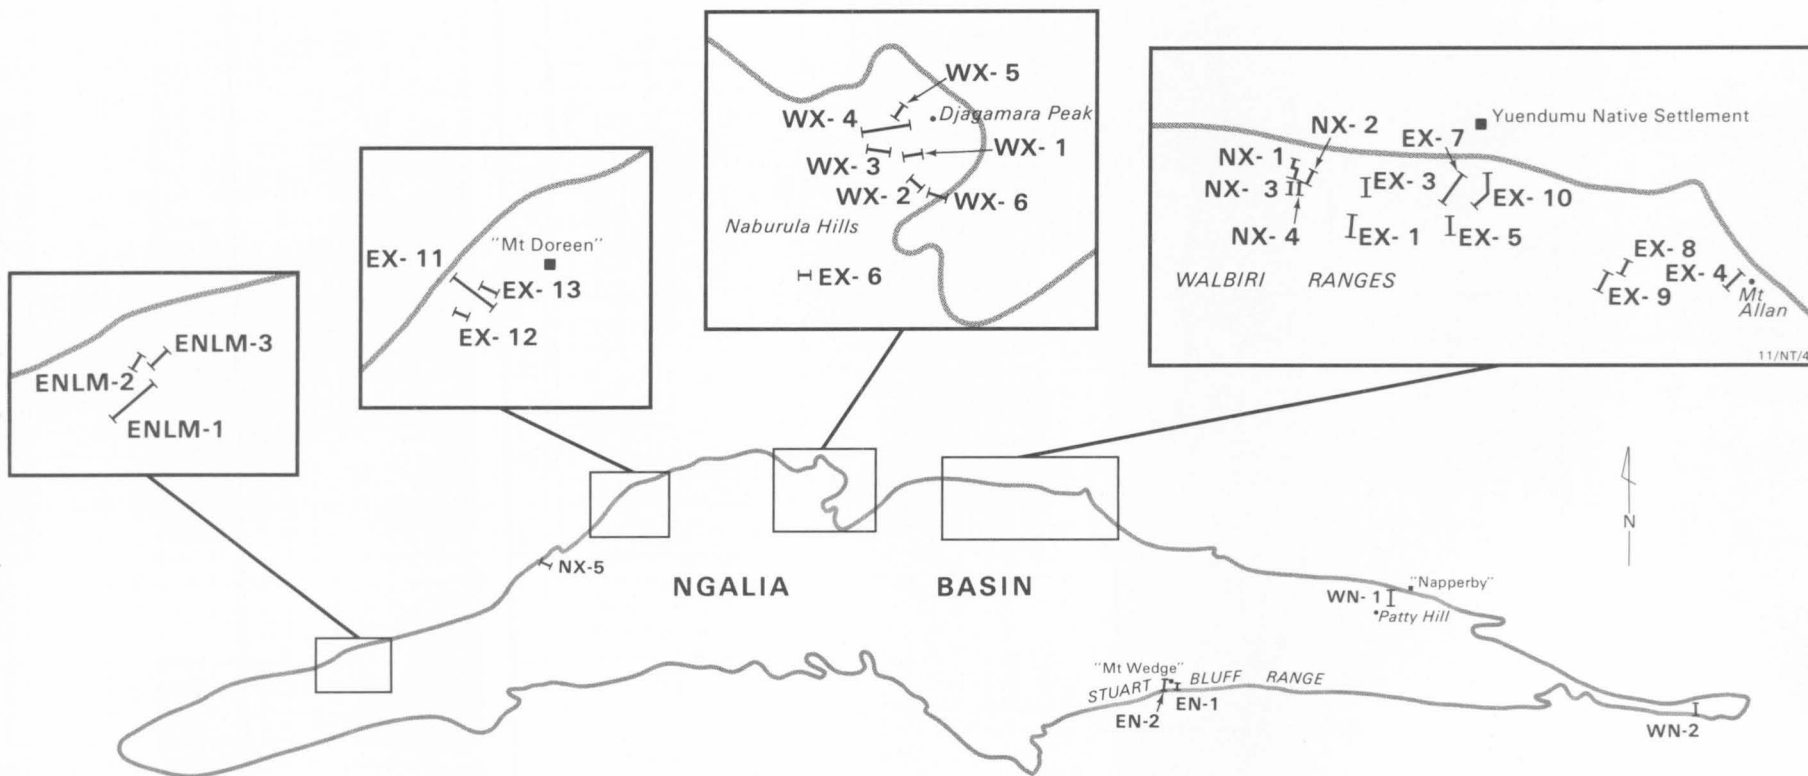 WX- 5
Djagamara Peak
WX- 4
WX- 1
WX- 3
WX- 2
WX- 6
Naburula Hills
EX- 6
Yuendumu Native Settlement
NX- 2
EX- 7
NX- 1
NX- 3
EX- 3
EX- 10
NX- 4
EX- 1
EX- 5
WALBIRI RANGES
EX- 8
EX- 4
EX- 9
Mt
Allan
11/NT/4
"Mt Doreen"
EX- 11
EX- 13
EX- 12
ENLM-3
ENLM-2
ENLM-1
N
NX-5
NGALIA BASIN
"Napperby"
WN- 1
Patty Hill
"Mt Wedge"
STUART BLUFF RANGE
EN-1
EN-2
WN-2